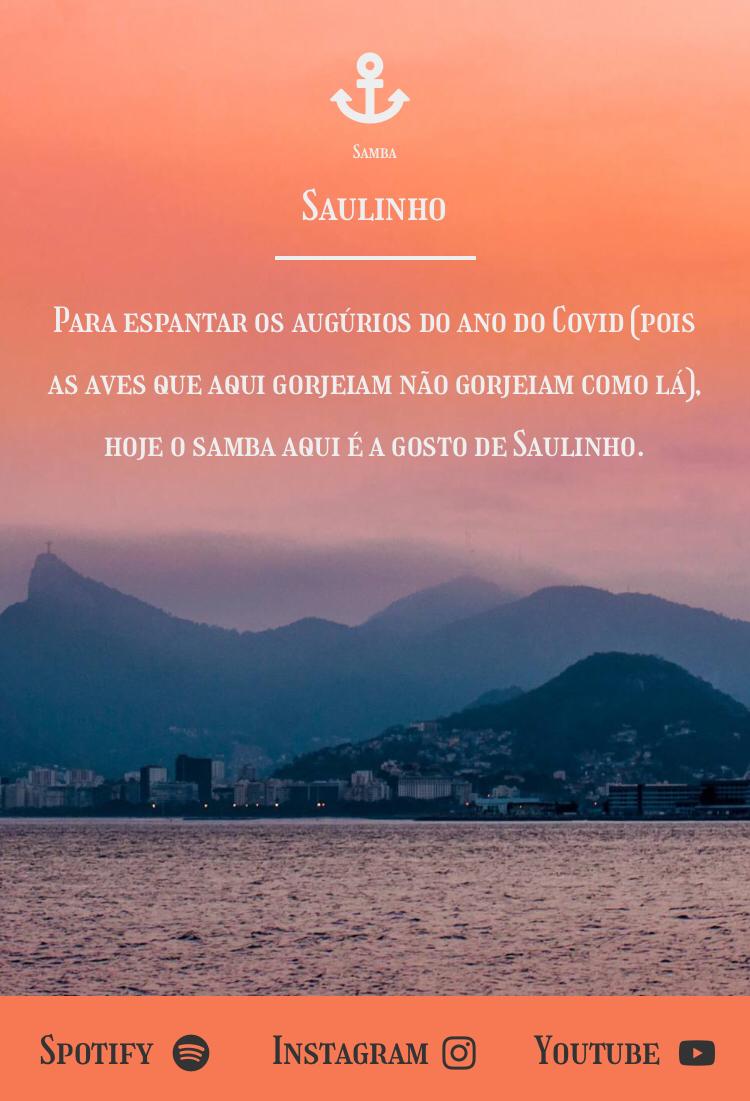 Samba
Saulinho
Para espantar os augúrios do ano do Covid (pois
as aves que aqui gorjeiam não gorjeiam como lá),
hoje o samba aqui é a gosto de Saulinho.
Spotify Instagram Youtube